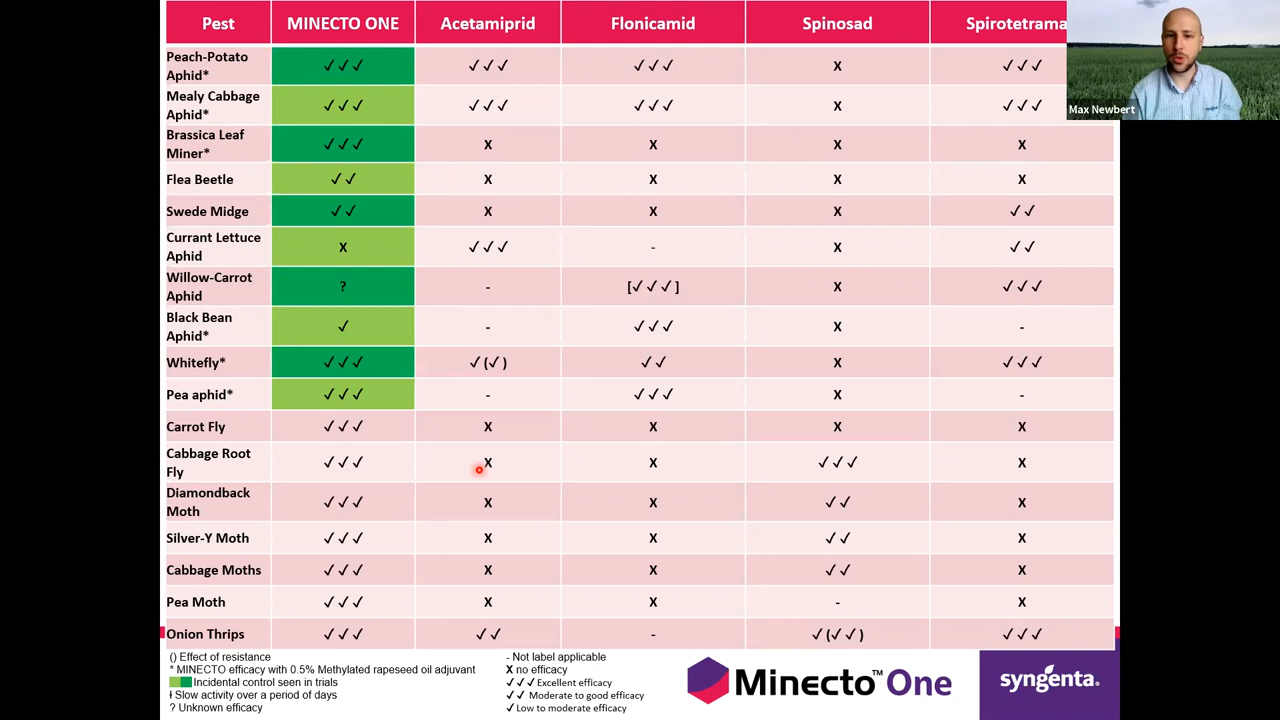 Pest MINECTO ONE Acetamiprid Flonicamid Spinosad Spirotetrama
Peach-Potato
Aphid* ✓✓✓ ✓✓✓ ✓✓✓ X ✓✓✓
Mealy Cabbage
Aphid* ✓✓✓ ✓✓✓ ✓✓✓ X ✓✓✓
Max Newbert
Brassica Leaf
Miner* ✓✓✓ X X X X
Flea Beetle ✓✓ X X X X
Swede Midge ✓✓ X X X ✓✓
Currant Lettuce
Aphid X ✓✓✓ - X ✓✓
Willow-Carrot
Aphid ? - [✓✓✓] X ✓✓✓
Black Bean
Aphid* ✓ - ✓✓✓ X -
Whitefly* ✓✓✓ ✓(✓) ✓✓ X ✓✓✓
Pea aphid* ✓✓✓ - ✓✓✓ X -
Carrot Fly ✓✓✓ X X X X
Cabbage Root
Fly ✓✓✓ X X ✓✓✓ X
Diamondback
Moth ✓✓✓ X X ✓✓ X
Silver-Y Moth ✓✓✓ X X ✓✓ X
Cabbage Moths ✓✓✓ X X ✓✓ X
Pea Moth ✓✓✓ X X - X
Onion Thrips ✓✓✓ ✓✓ - ✓(✓✓) ✓✓✓
() Effect of resistance
* MINECTO efficacy with 0.5% Methylated rapeseed oil adjuvant
Incidental control seen in trials
ƚ Slow activity over a period of days
? Unknown efficacy
- Not label applicable
X no efficacy
✓✓✓ Excellent efficacy
✓✓ Moderate to good efficacy
✓ Low to moderate efficacy
Minecto™ One
syngenta.